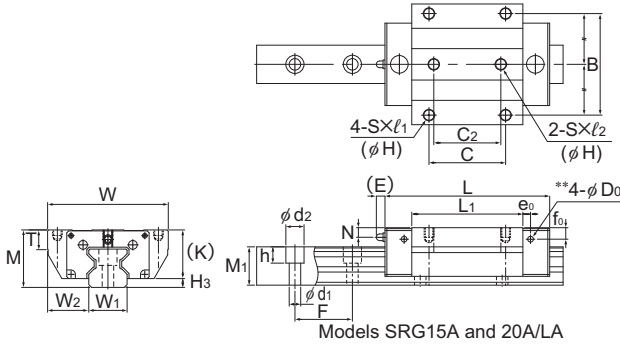 B
4-S×ℓ1
(φH)
C2
C
2-S×ℓ2
(φH)
W
T
M
(K)
H3
W2
W1
(E)
L
L1
e0
**4-φD0
f0
N
φd2
M1
h
φd1
F
Models SRG15A and 20A/LA